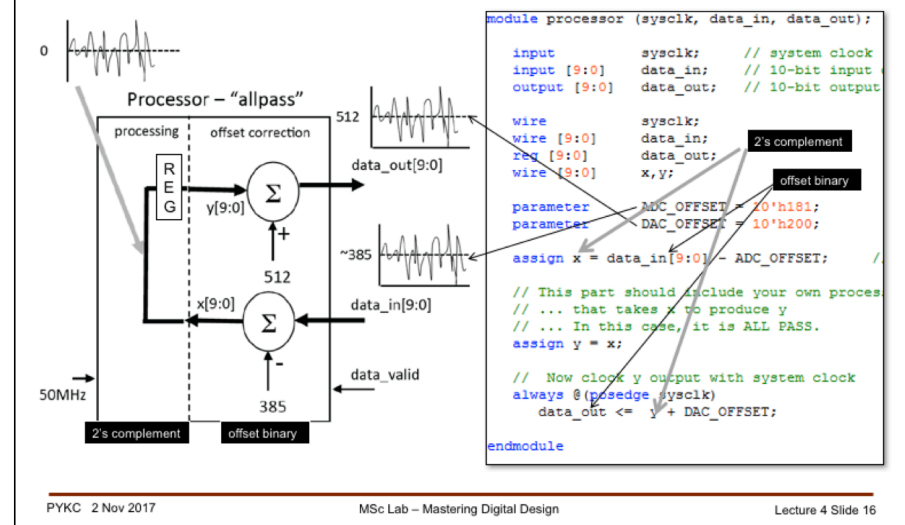 0
Processor – "allpass"
processing
offset correction
512
R
E
G
Σ
data_out[9:0]
y[9:0]
+
512
~385
x[9:0]
data_in[9:0]
Σ
-
385
data_valid
50MHz
2's complement
offset binary
module processor (sysclk, data_in, data_out);
input sysclk; // system clock
input [9:0] data_in; // 10-bit input
output [9:0] data_out; // 10-bit output
wire sysclk;
wire [9:0] data_in;
reg [9:0] data_out;
wire [9:0] x,y;
2's complement
offset binary
parameter ADC_OFFSET = 10'h181;
parameter DAC_OFFSET = 10'h200;
assign x = data_in[9:0] - ADC_OFFSET; //
// This part should include your own proces
// ... that takes x to produce y
// ... In this case, it is ALL PASS.
assign y = x;
// Now clock y output with system clock
always @(posedge sysclk)
data_out <= y + DAC_OFFSET;
endmodule
PYKC 2 Nov 2017
MSc Lab – Mastering Digital Design
Lecture 4 Slide 16